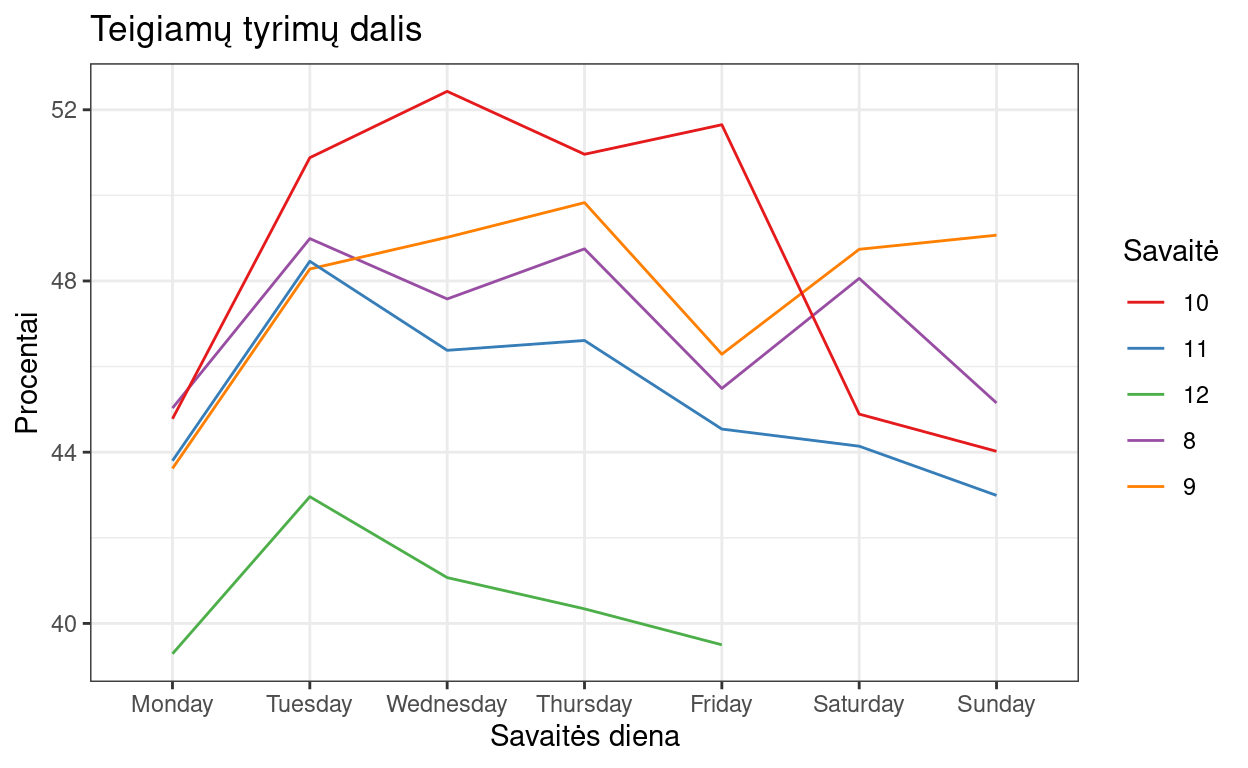 Teigiamų tyrimų dalis
52
48
44
40
Procentai
Monday Tuesday Wednesday Thursday Friday Saturday Sunday
Savaitės diena
Savaitė
10
11
12
8
9